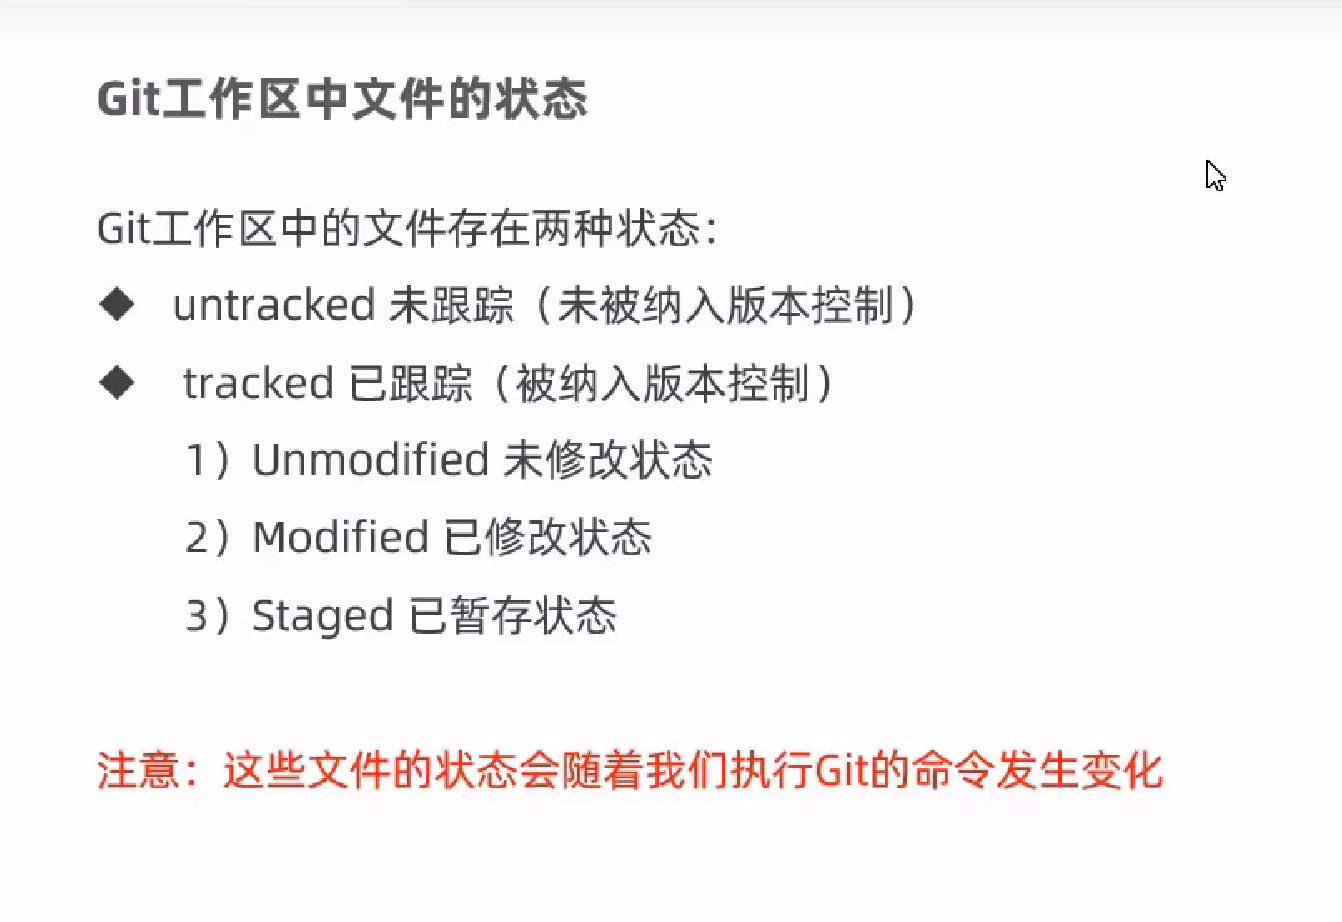 Git工作区中文件的状态
Git工作区中的文件存在两种状态：
◆ untracked 未跟踪（未被纳入版本控制）
◆ tracked 已跟踪（被纳入版本控制）
1）Unmodified 未修改状态
2）Modified 已修改状态
3）Staged 已暂存状态
注意：这些文件的状态会随着我们执行Git的命令发生变化